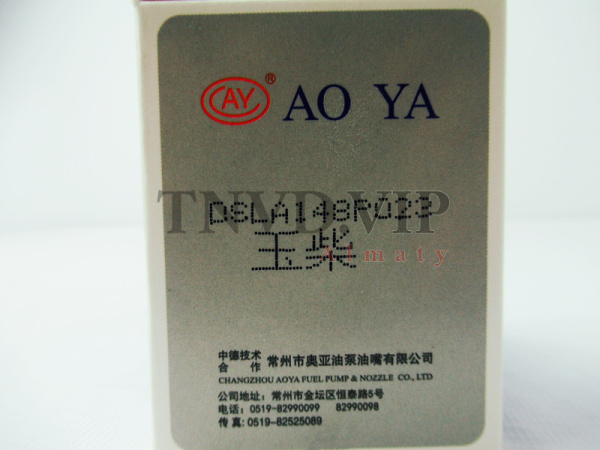 AY® AO YA
TNVD.VIP
DSLA148P023
玉柴
Almaty
中德技术
合 作 常州市奥亚油泵油嘴有限公司
CHANGZHOU AOYA FUEL PUMP & NOZZLE CO., LTD
公司地址:常州市金坛区恒泰路5号
电话:0519-82990099 82990098
传真:0519-82525089